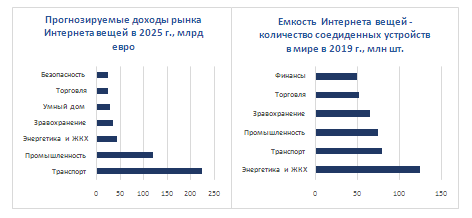 Прогнозируемые доходы рынка
Интернета вещей в 2025 г., млрд
евро
Безопасность
Торговля
Умный дом
Зравохранение
Энергетика и ЖКХ
Промышленность
Транспорт
0 50 100 150 200 250
Емкость Интернета вещей -
количество соединенных устройств
в мире в 2019 г., млн шт.
Финансы
Торговля
Зравохранение
Промышленность
Транспорт
Энергетика и ЖКХ
0 50 100 150